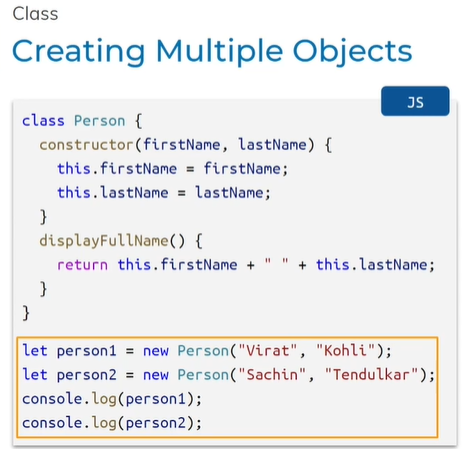 Class
Creating Multiple Objects
JS
class Person {
  constructor(firstName, lastName) {
    this.firstName = firstName;
    this.lastName = lastName;
  }
  displayFullName() {
    return this.firstName + " " + this.lastName;
  }
}
let person1 = new Person("Virat", "Kohli");
let person2 = new Person("Sachin", "Tendulkar");
console.log(person1);
console.log(person2);